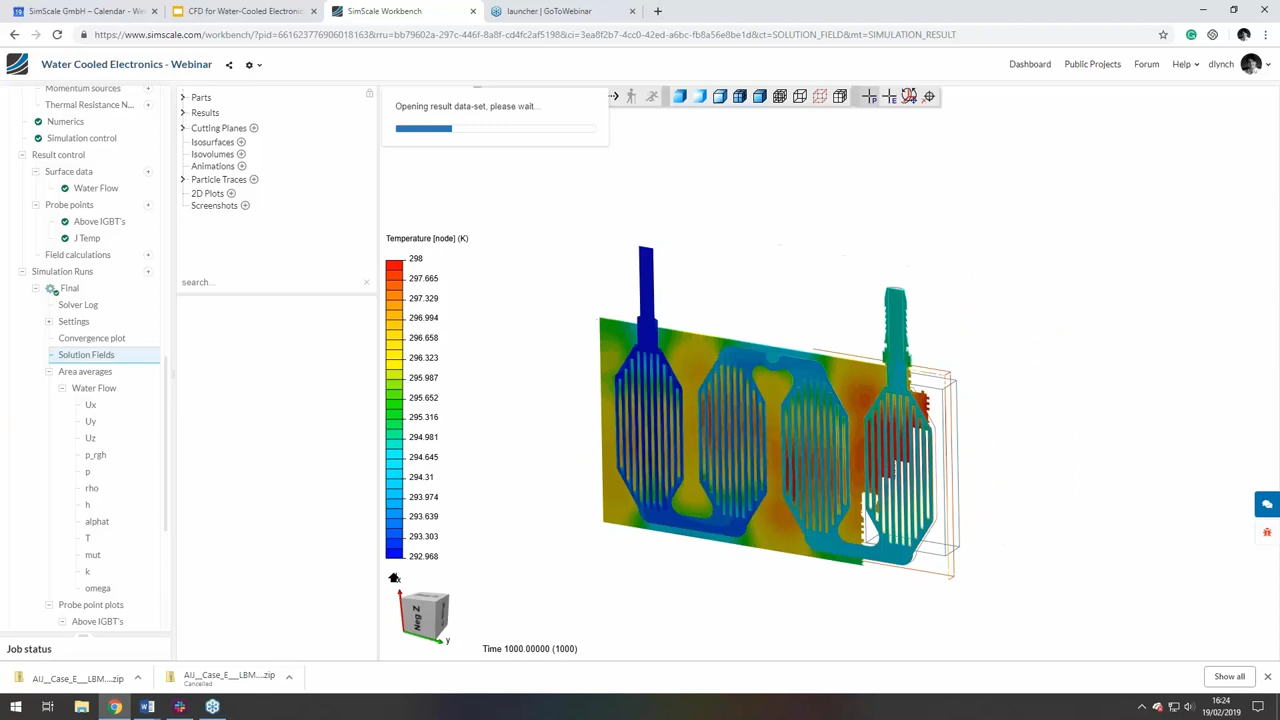 SimScale GmbH - Calendar - We
CFD for Water-Cooled Electronic
SimScale Workbench
launcher | GoToWebinar
https://www.simscale.com/workbench/?pid=661623776906018163&rru=bb79602a-297c-446f-8a8f-cd4fc2af5198&ci=3ea8f2b7-4cc0-42ed-a6bc-fb8a56e8be1d&ct=SOLUTION_FIELD&mt=SIMULATION_RESULT
Water Cooled Electronics - Webinar
Dashboard
Public Projects
Forum
Help
dlynch
Momentum sources
Thermal Resistance N...
Numerics
Simulation control
Result control
Surface data
Water Flow
Probe points
Above IGBT's
J Temp
Field calculations
Simulation Runs
Final
Solver Log
Settings
Convergence plot
Solution Fields
Area averages
Water Flow
Ux
Uy
Uz
p_rgh
p
rho
h
alphat
T
mut
k
omega
Probe point plots
Above IGBT's
Job status
Parts
Results
Cutting Planes
Isosurfaces
Isovolumes
Animations
Particle Traces
2D Plots
Screenshots
search...
Opening result data-set, please wait...
Temperature [node] (K)
298
297.665
297.329
296.994
296.658
296.323
295.987
295.652
295.316
294.981
294.645
294.31
293.974
293.639
293.303
292.968
x
Neg Z
y
Time 1000.00000 (1000)
AIJ__Case_E___LBM....zip
AIJ__Case_E___LBM....zip
Cancelled
Show all
16:24
19/02/2019